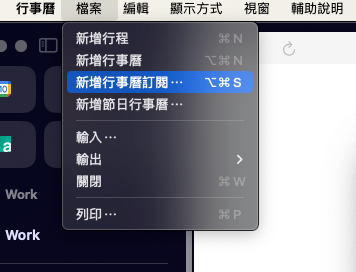 行事曆 檔案 編輯 顯示方式 視窗 輔助說明
新增行程 ⌘ N
新增行事曆 ⌥⌘ N
新增行事曆訂閱⋯ ⌥⌘ S
新增節日行事曆⋯
輸入⋯
輸出
關閉 ⌘ W
列印⋯ ⌘ P
10
a
Work
Work